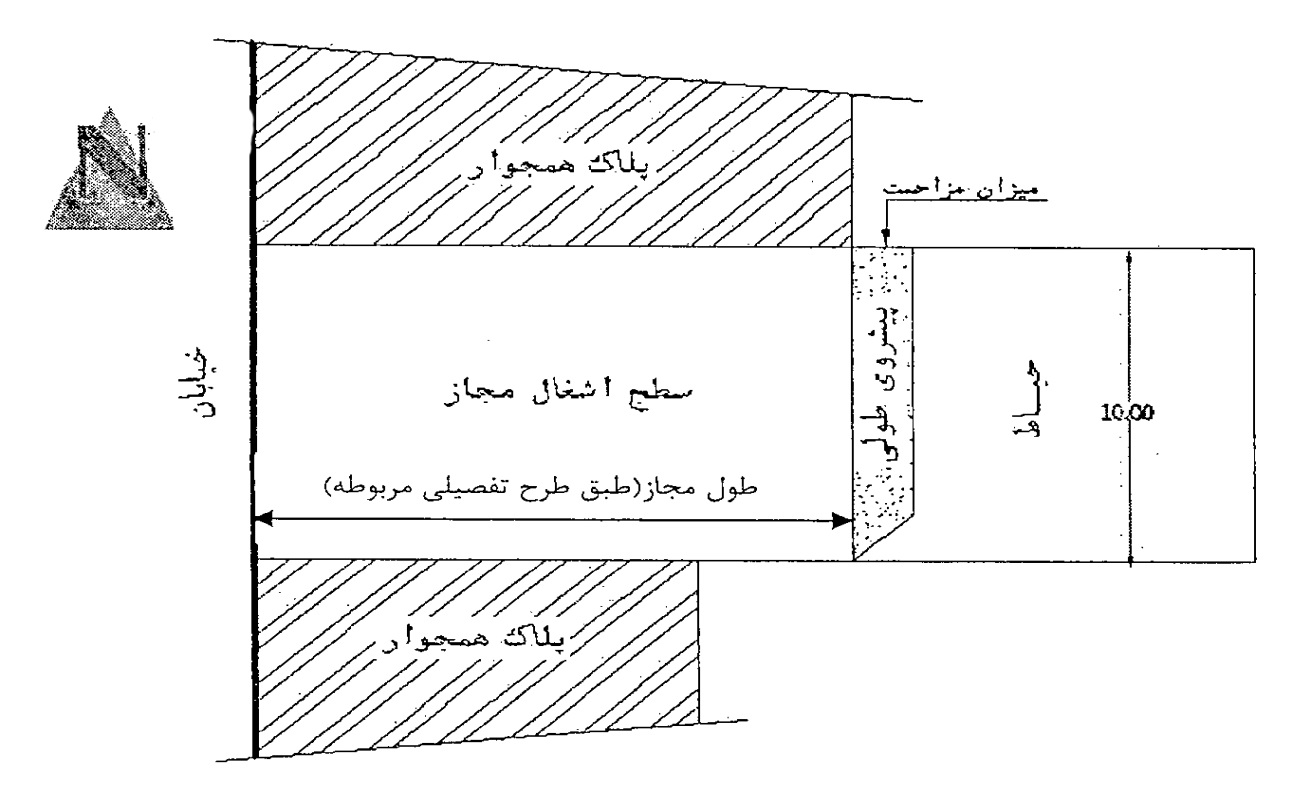 N
پلاک همجوار
میزان مزاحمت
خیابان
سطح اشغال مجاز
پیشروی طولی
حیاط
10.00
طول مجاز(طبق طرح تفصیلی مربوطه)
پلاک همجوار